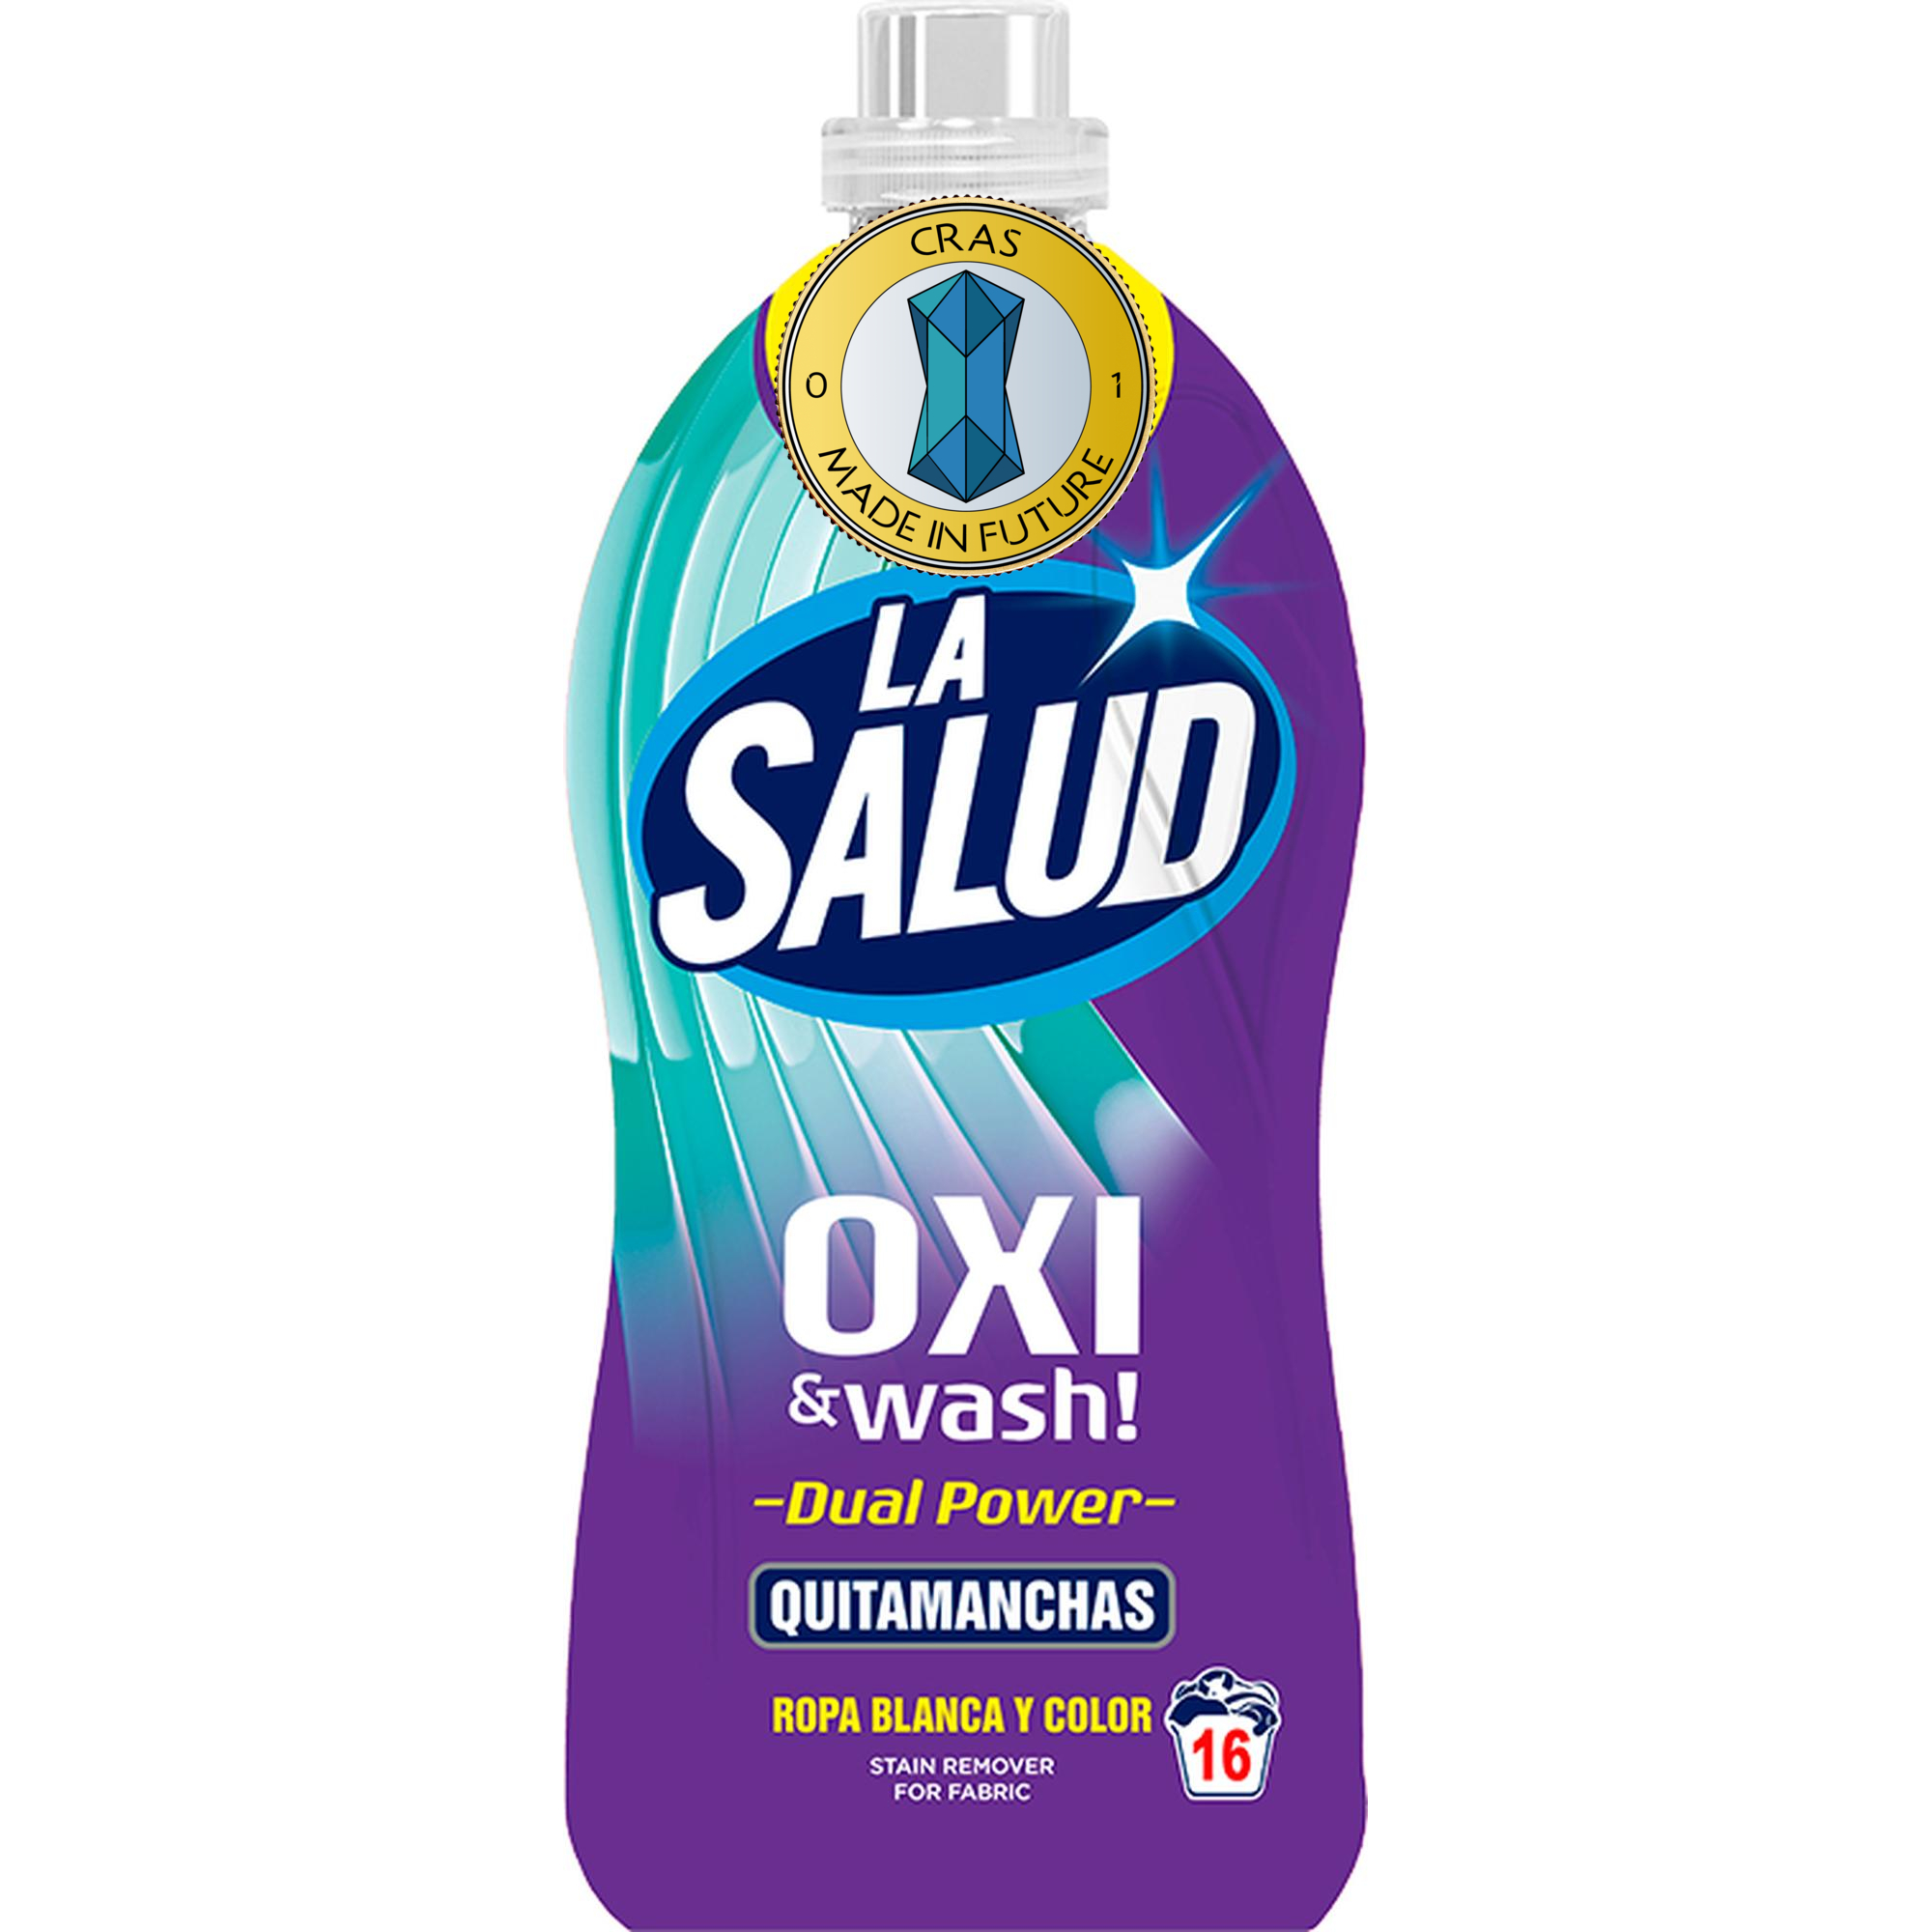 CRAS
0 1
MADE IN FUTURE
LA
SALUD
OXI
&wash!
-Dual Power-
QUITAMANCHAS
ROPA BLANCA Y COLOR
16
STAIN REMOVER
FOR FABRIC